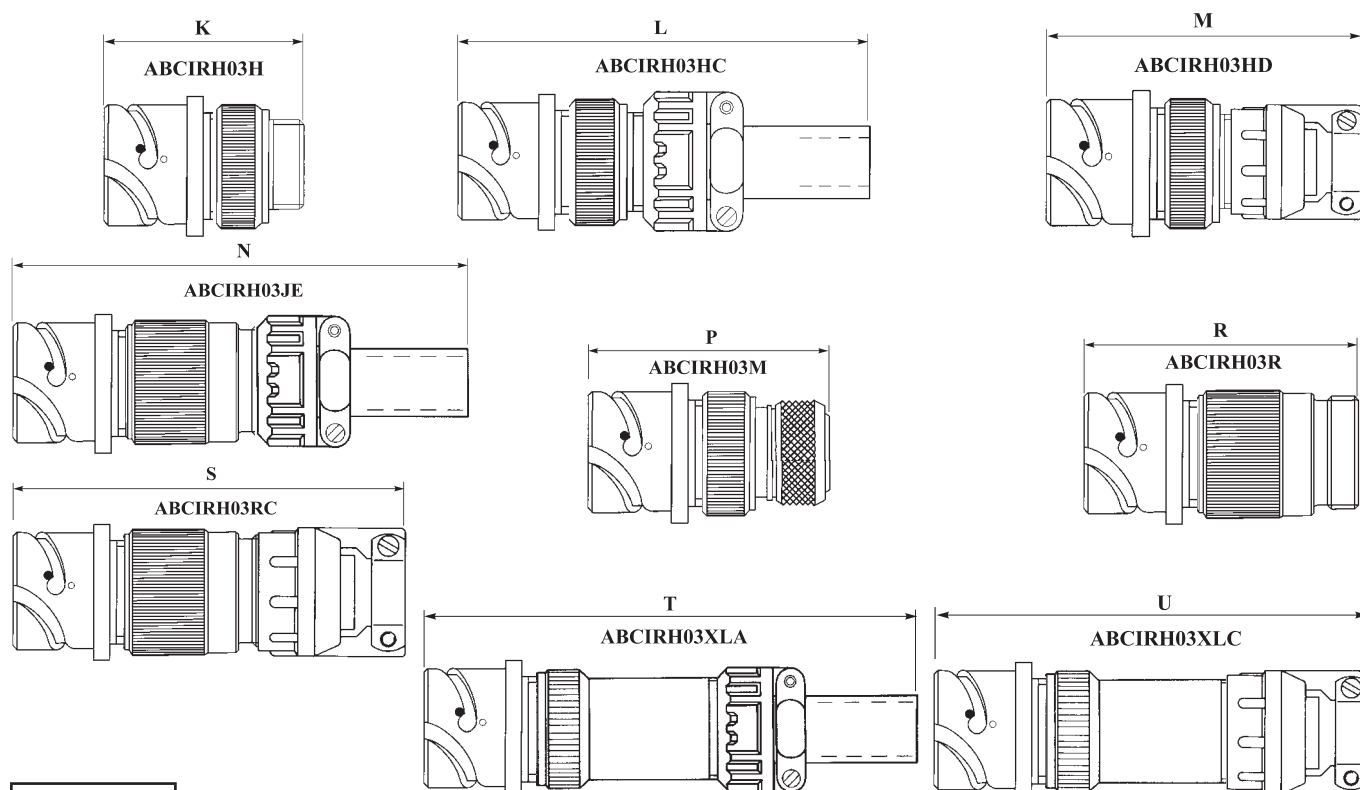 K
ABCIRH03H
L
ABCIRH03HC
M
ABCIRH03HD
N
ABCIRH03JE
P
ABCIRH03M
R
ABCIRH03R
S
ABCIRH03RC
T
ABCIRH03XLA
U
ABCIRH03XLC